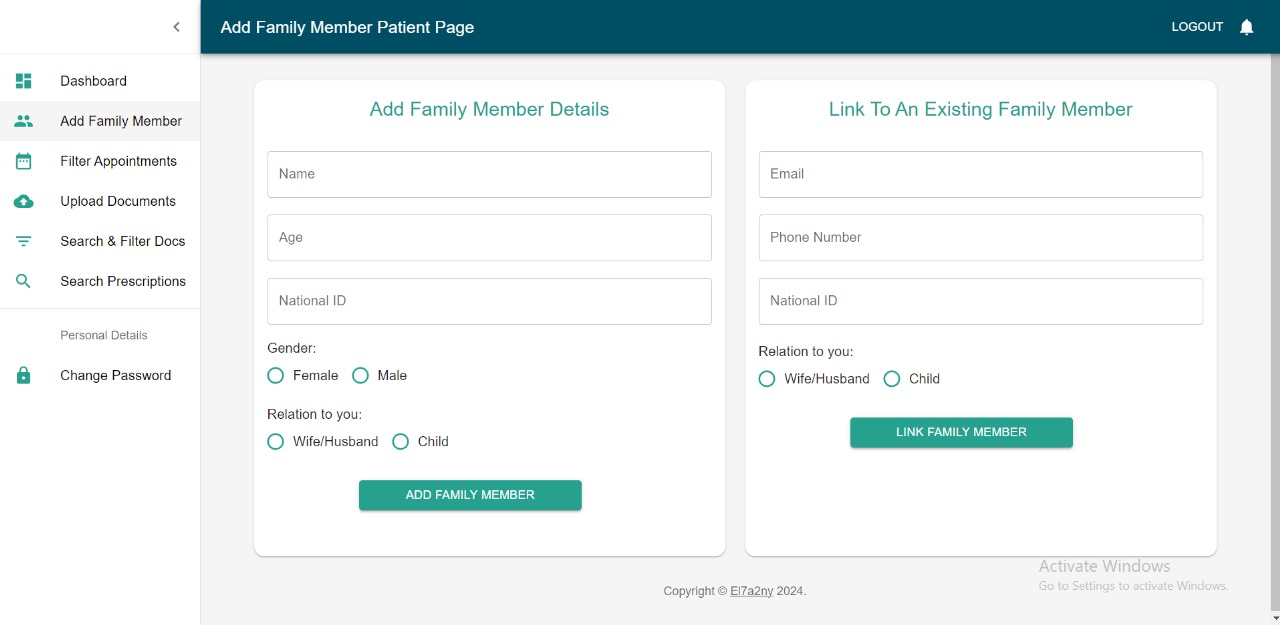 Add Family Member Patient Page
LOGOUT
Dashboard
Add Family Member
Filter Appointments
Upload Documents
Search & Filter Docs
Search Prescriptions
Personal Details
Change Password
Add Family Member Details
Name
Age
National ID
Gender:
Female Male
Relation to you:
Wife/Husband Child
ADD FAMILY MEMBER
Link To An Existing Family Member
Email
Phone Number
National ID
Relation to you:
Wife/Husband Child
LINK FAMILY MEMBER
Activate Windows
Go to Settings to activate Windows.
Copyright © El7a2ny 2024.